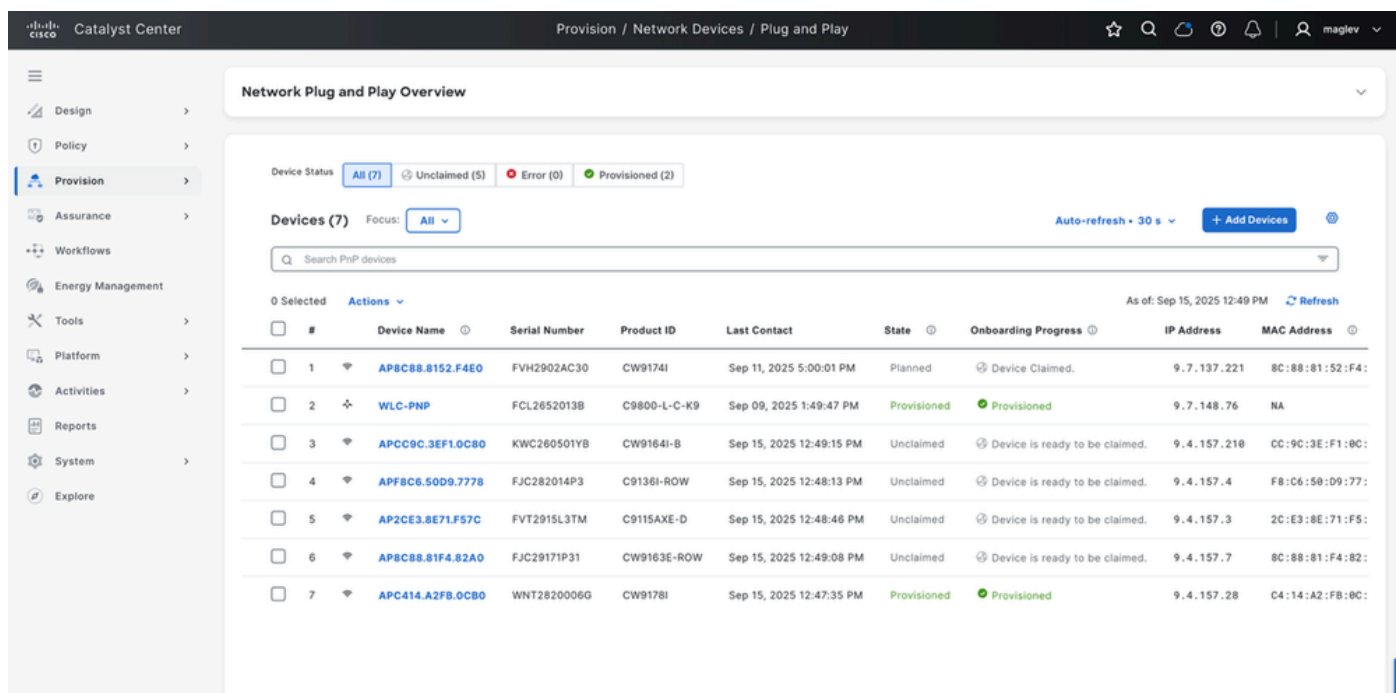 CISCO Catalyst Center Provision / Network Devices / Plug and Play maglev
Design
Policy
Provision
Assurance
Workflows
Energy Management
Tools
Platform
Activities
Reports
System
Explore
Network Plug and Play Overview
Device Status All (7) Unclaimed (5) Error (0) Provisioned (2)
Devices (7) Focus: All Auto-refresh • 30 s + Add Devices
Search PnP devices
0 Selected Actions As of: Sep 15, 2025 12:49 PM Refresh
# Device Name Serial Number Product ID Last Contact State Onboarding Progress IP Address MAC Address
1 AP8C88.8152.F4E0 FVH2902AC30 CW9174I Sep 11, 2025 5:00:01 PM Planned Device Claimed. 9.7.137.221 8C:88:81:52:F4:
2 WLC-PNP FCL2652013B C9800-L-C-K9 Sep 09, 2025 1:49:47 PM Provisioned Provisioned 9.7.148.76 NA
3 APCC9C.3EF1.0C80 KWC260501YB CW9164I-B Sep 15, 2025 12:49:15 PM Unclaimed Device is ready to be claimed. 9.4.157.210 CC:9C:3E:F1:0C:
4 APF8C6.50D9.7778 FJC282014P3 C9136I-ROW Sep 15, 2025 12:48:13 PM Unclaimed Device is ready to be claimed. 9.4.157.4 F8:C6:50:D9:77:
5 AP2CE3.8E71.F57C FVT2915L3TM C9115AXE-D Sep 15, 2025 12:48:46 PM Unclaimed Device is ready to be claimed. 9.4.157.3 2C:E3:8E:71:F5:
6 AP8C88.81F4.82A0 FJC29171P31 CW9163E-ROW Sep 15, 2025 12:49:08 PM Unclaimed Device is ready to be claimed. 9.4.157.7 8C:88:81:F4:82:
7 APC414.A2FB.0CB0 WNT2820006G CW9178I Sep 15, 2025 12:47:35 PM Provisioned Provisioned 9.4.157.28 C4:14:A2:FB:0C: